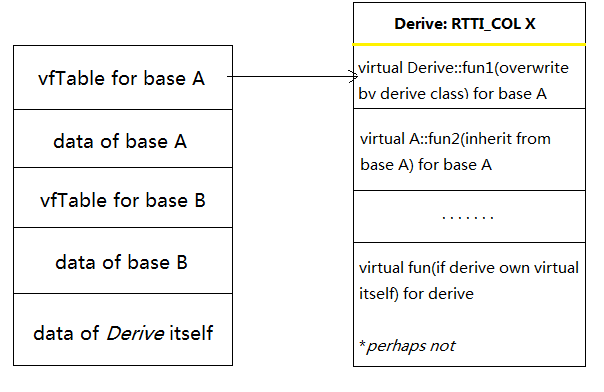 vfTable for base A
data of base A
vfTable for base B
data of base B
data of Derive itself
Derive: RTTI_COL X
virtual Derive::fun1(overwrite
by derive class) for base A
virtual A::fun2(inherit from
base A) for base A
.......
virtual fun(if derive own virtual
itself) for derive
*perhaps not